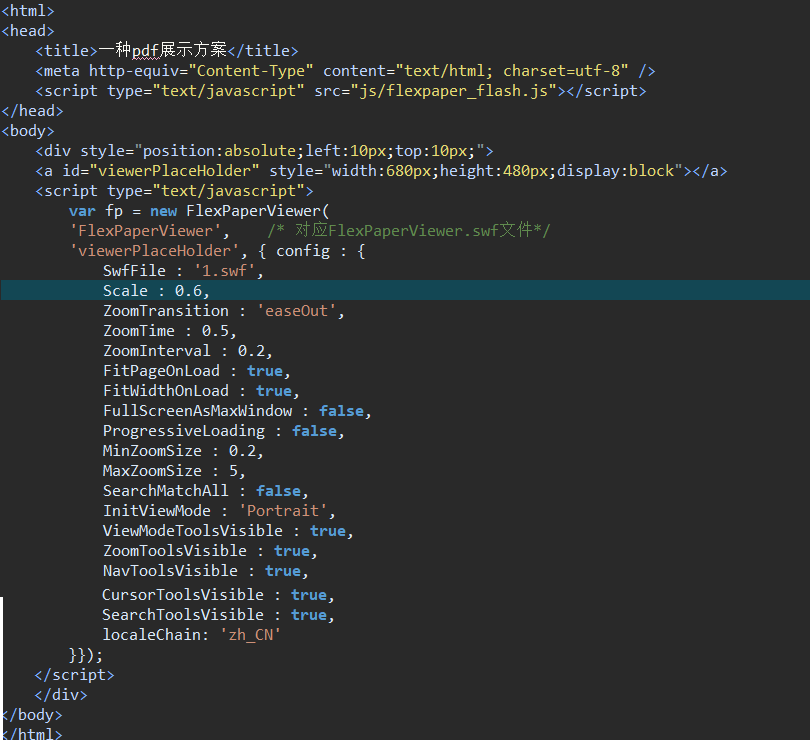 <html>
<head>
<title>一种pdf展示方案</title>
<meta http-equiv="Content-Type" content="text/html; charset=utf-8" />
<script type="text/javascript" src="js/flexpaper_flash.js"></script>
</head>
<body>
<div style="position:absolute;left:10px;top:10px;">
<a id="viewerPlaceHolder" style="width:680px;height:480px;display:block"></a>
<script type="text/javascript">
var fp = new FlexPaperViewer(
'FlexPaperViewer', /* 对应FlexPaperViewer.swf文件*/
'viewerPlaceHolder', { config : {
SwfFile : '1.swf',
Scale : 0.6,
ZoomTransition : 'easeOut',
ZoomTime : 0.5,
ZoomInterval : 0.2,
FitPageOnLoad : true,
FitWidthOnLoad : true,
FullScreenAsMaxWindow : false,
ProgressiveLoading : false,
MinZoomSize : 0.2,
MaxZoomSize : 5,
SearchMatchAll : false,
InitViewMode : 'Portrait',
ViewModeToolsVisible : true,
ZoomToolsVisible : true,
NavToolsVisible : true,
CursorToolsVisible : true,
SearchToolsVisible : true,
localeChain: 'zh_CN'
}});
</script>
</div>
</body>
</html>